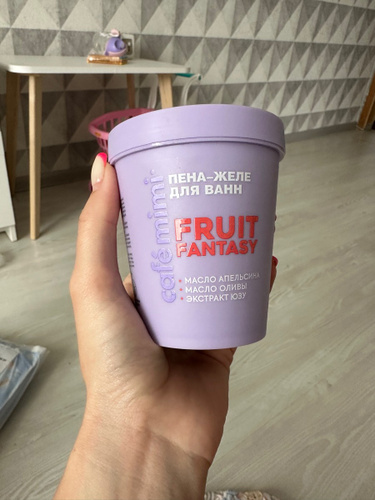 café mimi
ПЕНА-ЖЕЛЕ
ДЛЯ ВАНН
FRUIT
FANTASY
• МАСЛО АПЕЛЬСИНА
• МАСЛО ОЛИВЫ
• ЭКСТРАКТ ЮЗУ